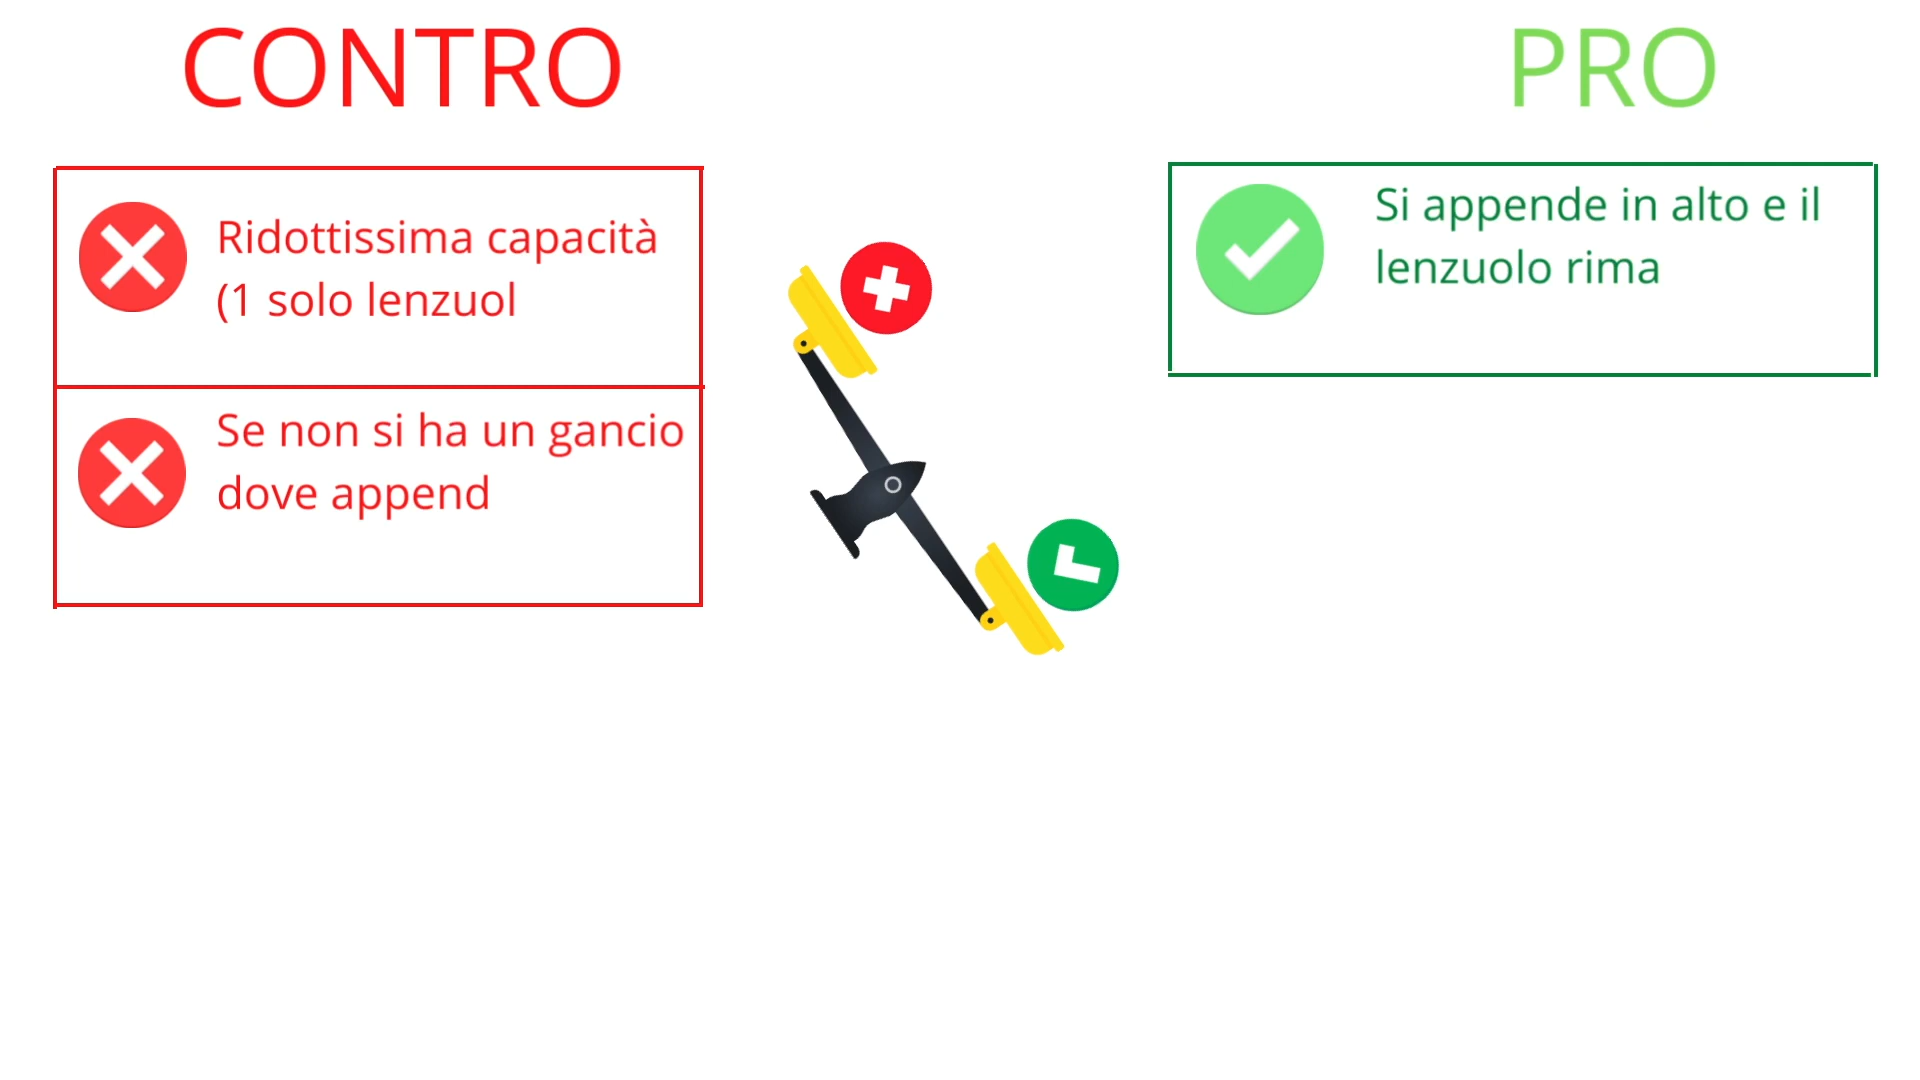 CONTRO
PRO
Ridottissima capacità
(1 solo lenzuol
Se non si ha un gancio
dove append
Si appende in alto e il
lenzuolo rima